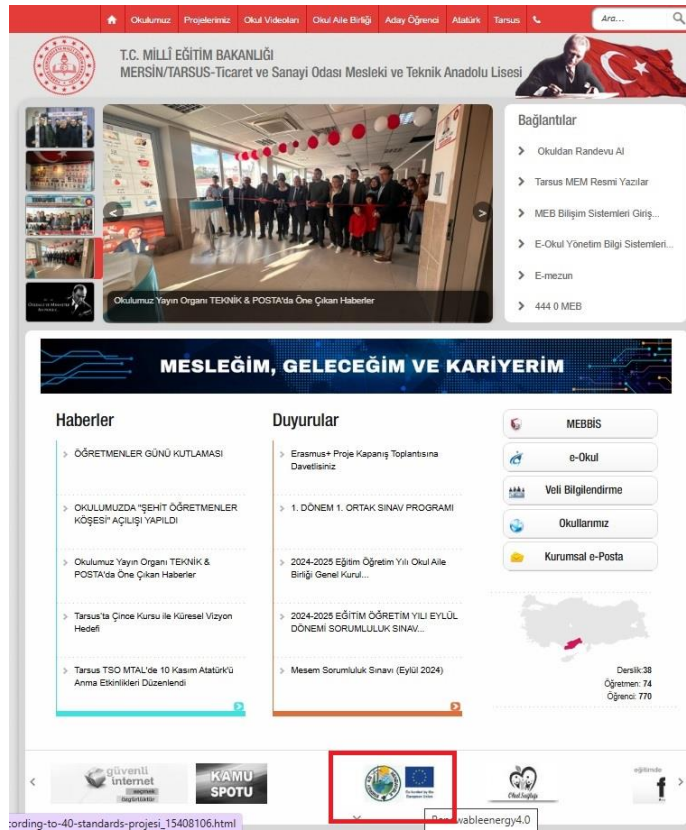 Okulumuz Projelerimiz Okul Videoları Okul Aile Birliği Aday Öğrenci Atatürk Tarsus
Ara...
T.C. MİLLÎ EĞİTİM BAKANLIĞI
MERSİN/TARSUS-Ticaret ve Sanayi Odası Mesleki ve Teknik Anadolu Lisesi
Okulumuz Yayın Organı TEKNİK & POSTA'da Öne Çıkan Haberler
Bağlantılar
Okuldan Randevu Al
Tarsus MEM Resmi Yazılar
MEB Bilişim Sistemleri Giriş...
E-Okul Yönetim Bilgi Sistemleri...
E-mezun
444 0 MEB
MESLEĞİM, GELECEĞİM VE KARİYERİM
Haberler
ÖĞRETMENLER GÜNÜ KUTLAMASI
OKULUMUZDA "ŞEHİT ÖĞRETMENLER
KÖŞESİ" AÇILIŞI YAPILDI
Okulumuz Yayın Organı TEKNİK &
POSTA'da Öne Çıkan Haberler
Tarsus'ta Çince Kursu ile Küresel Vizyon
Hedefi
Tarsus TSO MTAL'de 10 Kasım Atatürk'ü
Anma Etkinlikleri Düzenlendi
Duyurular
Erasmus+ Proje Kapanış Toplantısına
Davetlisiniz
1. DÖNEM 1. ORTAK SINAV PROGRAMI
2024-2025 Eğitim Öğretim Yılı Okul Aile
Birliği Genel Kurul...
2024-2025 EĞİTİM ÖĞRETİM YILI EYLÜL
DÖNEMİ SORUMLULUK SINAV...
Mesem Sorumluluk Sınavı (Eylül 2024)
MEBBİS
e-Okul
Veli Bilgilendirme
Okullarımız
Kurumsal e-Posta
Derslik:38
Öğretmen: 74
Öğrenci: 770
güvenli
internet
KAMU
SPOTU
Co-funded by the
European Union
Okul Sağlığı
eğitimde
cording-to-40-standards-projesi_15408106.html
Renewableenergy4.0